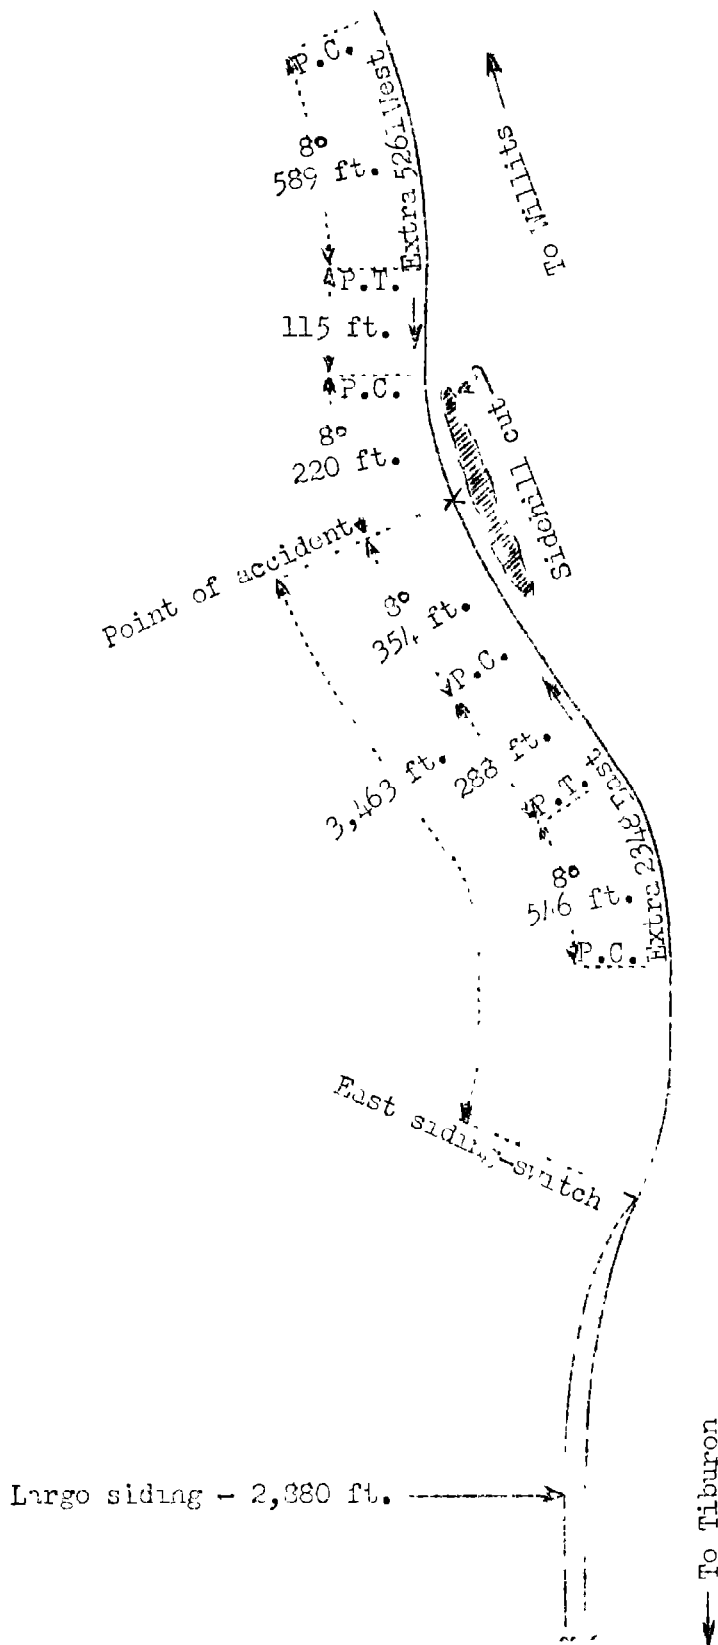 P.C.
8°
589 ft.
Extra 5261 West
To Willits
P.T.
115 ft.
P.C.
8°
220 ft.
Sidehill cut
Point of accident
8°
354 ft.
P.C.
288 ft.
3,463 ft.
P.T.
Extra 2348 East
8°
546 ft.
P.C.
East siding-switch
Largo siding - 2,880 ft.
To Tiburon